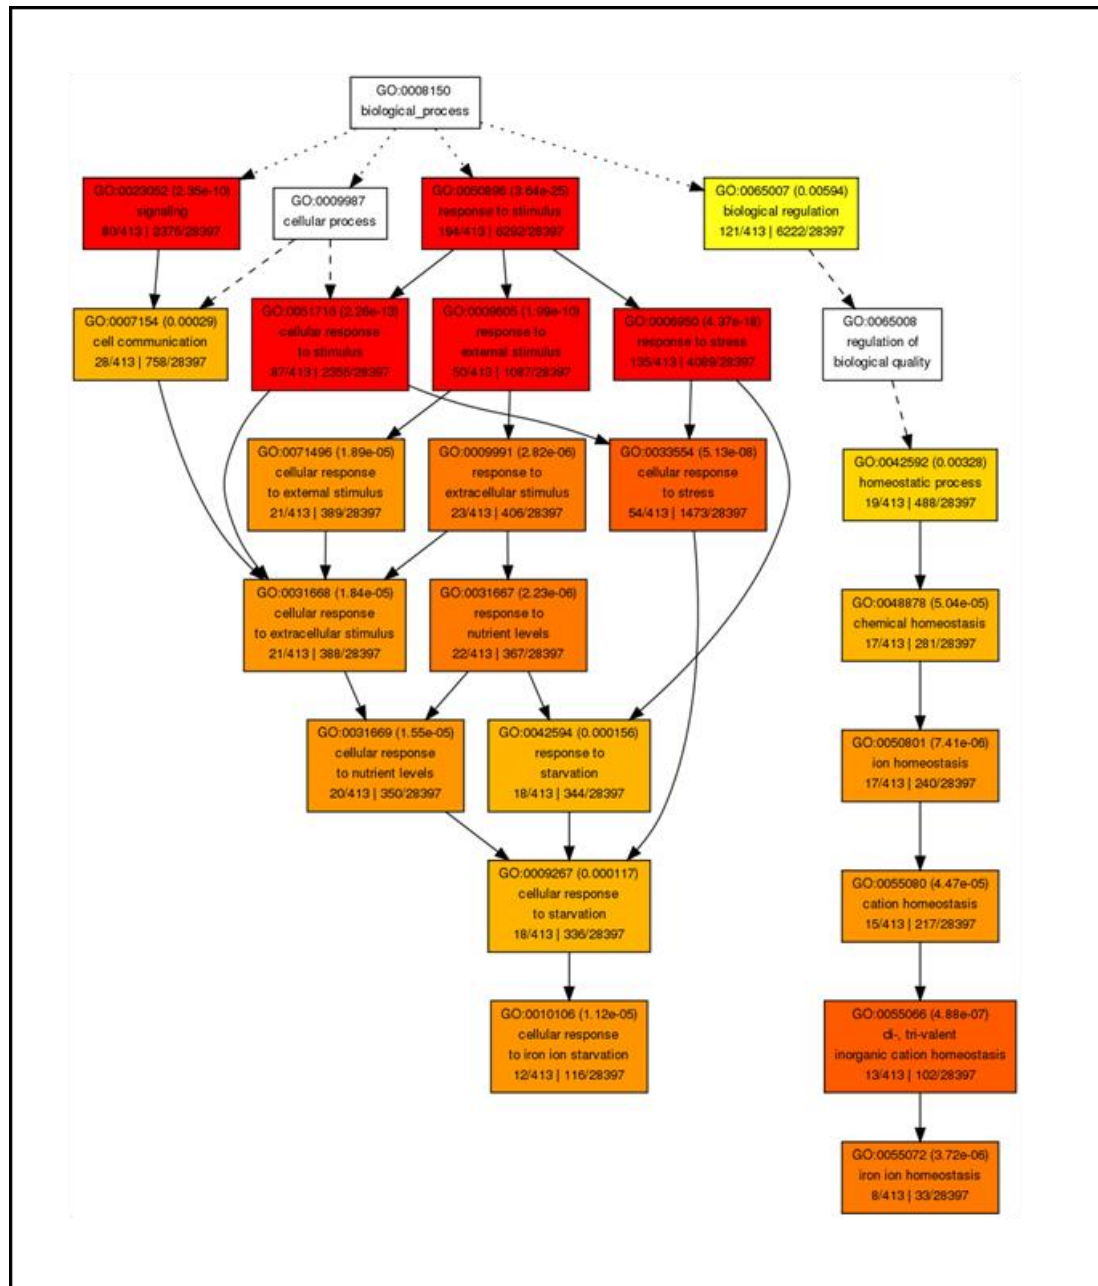 GO:0008150
biological_process
GO:0023052 (2.35e-10)
signaling
80/413 | 2376/28397
GO:0009987
cellular process
GO:0050896 (3.64e-25)
response to stimulus
194/413 | 6292/28397
GO:0065007 (0.00594)
biological regulation
121/413 | 6222/28397
GO:0007154 (0.00029)
cell communication
28/413 | 758/28397
GO:0051716 (2.26e-13)
cellular response
to stimulus
87/413 | 2355/28397
GO:0009605 (1.99e-10)
response to
external stimulus
50/413 | 1087/28397
GO:0006950 (4.37e-18)
response to stress
135/413 | 4089/28397
GO:0065008
regulation of
biological quality
GO:0071496 (1.89e-05)
cellular response
to external stimulus
21/413 | 389/28397
GO:0009991 (2.82e-06)
response to
extracellular stimulus
23/413 | 406/28397
GO:0033554 (5.13e-08)
cellular response
to stress
54/413 | 1473/28397
GO:0042592 (0.00328)
homeostatic process
19/413 | 488/28397
GO:0031668 (1.84e-05)
cellular response
to extracellular stimulus
21/413 | 388/28397
GO:0031667 (2.23e-06)
response to
nutrient levels
22/413 | 367/28397
GO:0048878 (5.04e-05)
chemical homeostasis
17/413 | 281/28397
GO:0031669 (1.55e-05)
cellular response
to nutrient levels
20/413 | 350/28397
GO:0042594 (0.000156)
response to
starvation
18/413 | 344/28397
GO:0050801 (7.41e-06)
ion homeostasis
17/413 | 240/28397
GO:0009267 (0.000117)
cellular response
to starvation
18/413 | 336/28397
GO:0055080 (4.47e-05)
cation homeostasis
15/413 | 217/28397
GO:0010106 (1.12e-05)
cellular response
to iron ion starvation
12/413 | 116/28397
GO:0055066 (4.88e-07)
di-, tri-valent
inorganic cation homeostasis
13/413 | 102/28397
GO:0055072 (3.72e-06)
iron ion homeostasis
8/413 | 33/28397